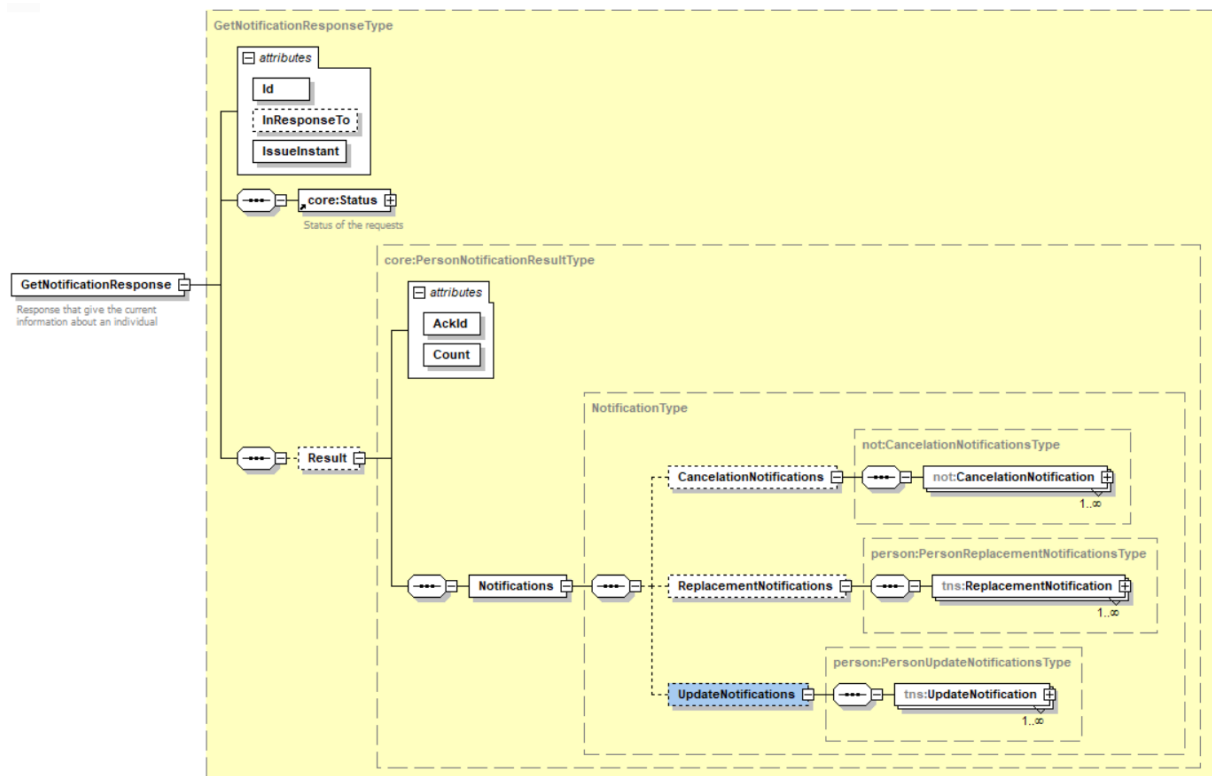 GetNotificationResponseType
attributes
Id
InResponseTo
IssueInstant
core:Status
Status of the requests
core:PersonNotificationResultType
GetNotificationResponse
Response that give the current
information about an individual
attributes
AckId
Count
NotificationType
not:CancelationNotificationsType
Result
CancelationNotifications
not:CancelationNotification
1..∞
person:PersonReplacementNotificationsType
Notifications
ReplacementNotifications
tns:ReplacementNotification
1..∞
person:PersonUpdateNotificationsType
UpdateNotifications
tns:UpdateNotification
1..∞